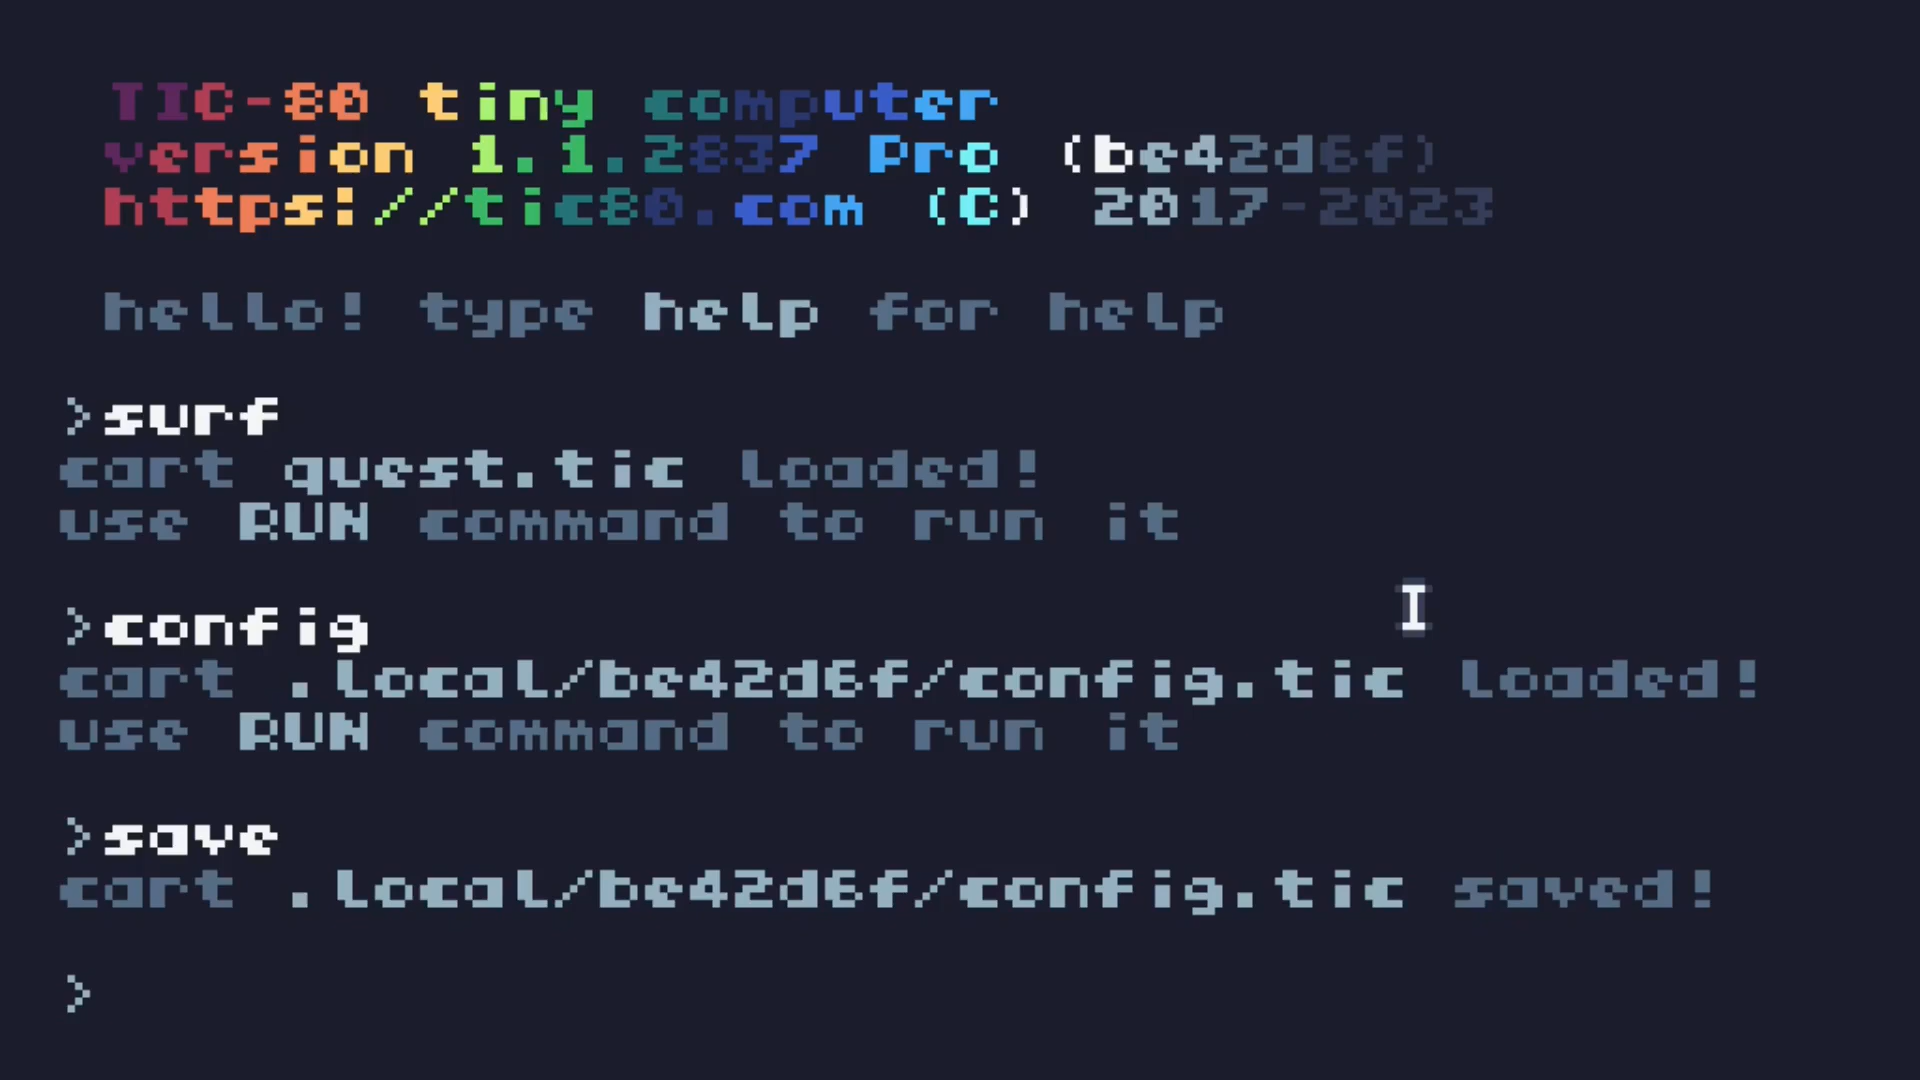 TIC-80 tiny computer
version 1.1.2837 Pro (be42d6f)
https://tic80.com (C) 2017-2023
hello! type help for help
>surf
cart quest.tic loaded!
use RUN command to run it
>config
cart .local/be42d6f/config.tic loaded!
use RUN command to run it
>save
cart .local/be42d6f/config.tic saved!
>